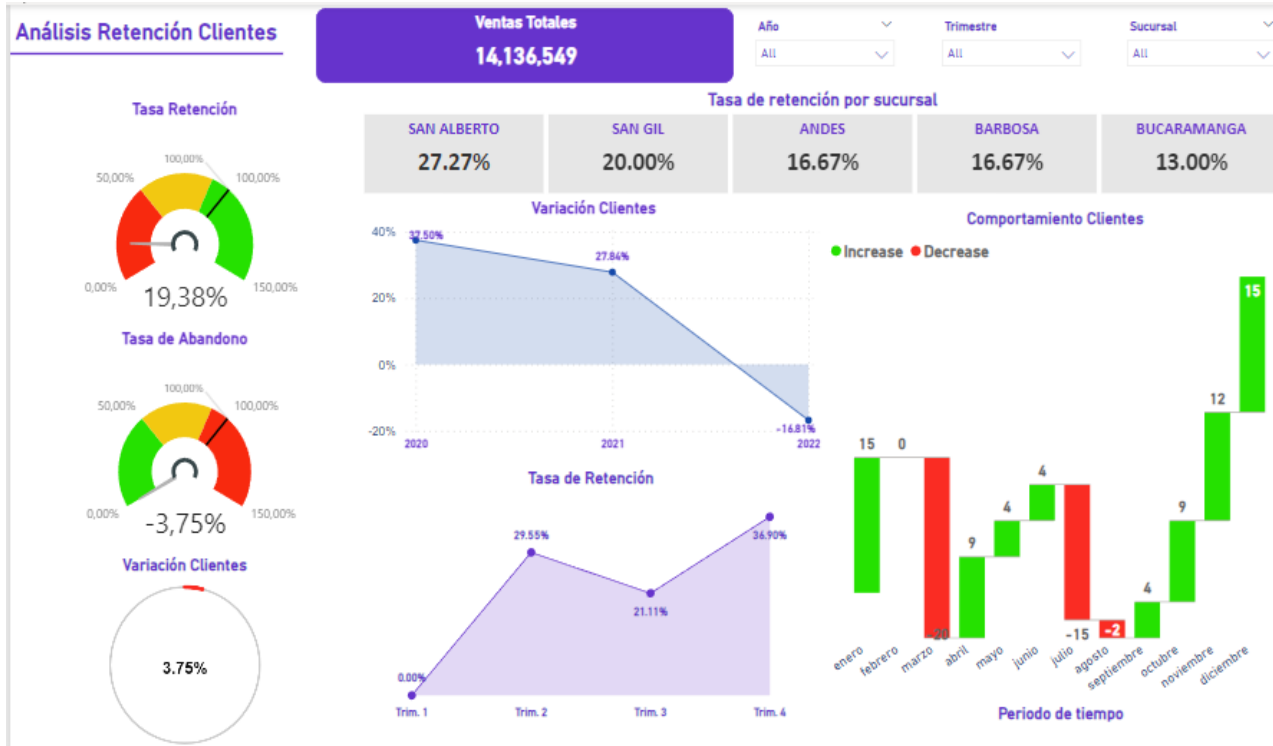 Análisis Retención Clientes
Ventas Totales
14,136,549
Año
All
Trimestre
All
Sucursal
All
Tasa Retención
100,00%
50,00%
100,00%
0,00%
150,00%
19,38%
Tasa de Abandono
100,00%
50,00%
100,00%
0,00%
150,00%
-3,75%
Variación Clientes
3.75%
Tasa de retención por sucursal
SAN ALBERTO
27.27%
SAN GIL
20.00%
ANDES
16.67%
BARBOSA
16.67%
BUCARAMANGA
13.00%
Variación Clientes
40%
20%
0%
-20%
37.50%
27.84%
-16.81%
2020
2021
2022
Tasa de Retención
0.00%
29.55%
21.11%
36.90%
Trim. 1
Trim. 2
Trim. 3
Trim. 4
Comportamiento Clientes
Increase
Decrease
15
0
-20
9
4
4
-15
-2
4
9
12
15
enero
febrero
marzo
abril
mayo
junio
julio
agosto
septiembre
octubre
noviembre
diciembre
Periodo de tiempo